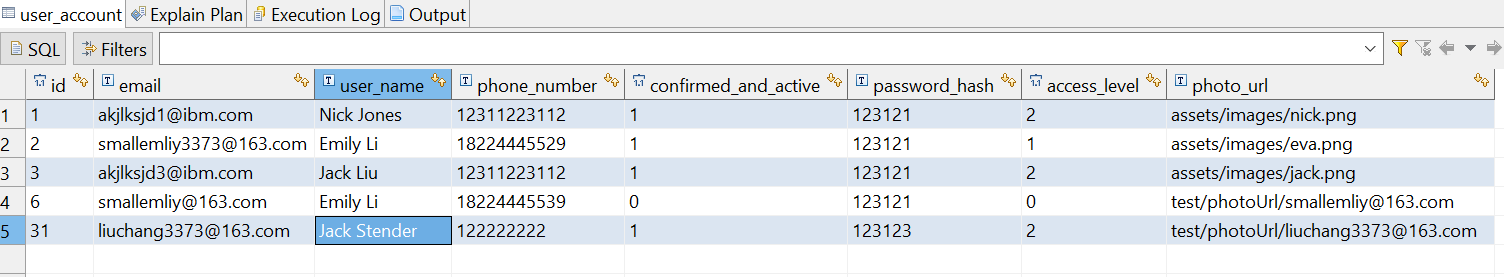 user_account Explain Plan Execution Log Output
SQL Filters
id email user_name phone_number confirmed_and_active password_hash access_level photo_url
1 1 akjlksjd1@ibm.com Nick Jones 12311223112 1 123121 2 assets/images/nick.png
2 2 smallemliy3373@163.com Emily Li 18224445529 1 123121 1 assets/images/eva.png
3 3 akjlksjd3@ibm.com Jack Liu 12311223112 1 123121 2 assets/images/jack.png
4 6 smallemliy@163.com Emily Li 18224445539 0 123121 0 test/photoUrl/smallemliy@163.com
5 31 liuchang3373@163.com Jack Stender 122222222 1 123123 2 test/photoUrl/liuchang3373@163.com